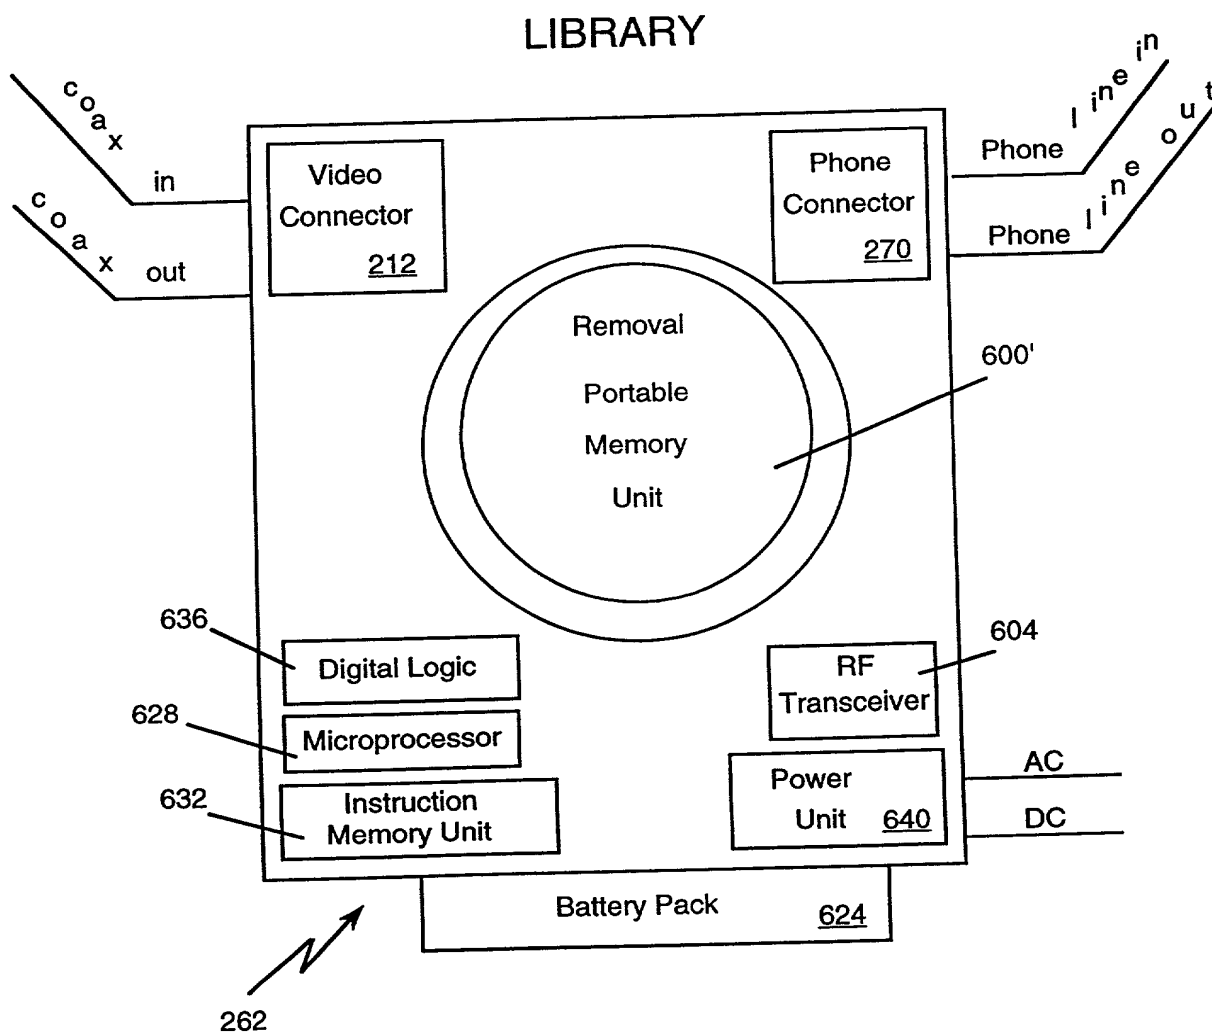 LIBRARY
coax in
coax out
Video
Connector
212
Phone
Connector
270
Phone line in
Phone line out
Removal
Portable
Memory
Unit
600'
636
Digital Logic
628
Microprocessor
632
Instruction
Memory Unit
604
RF
Transceiver
Power
Unit 640
AC
DC
Battery Pack 624
262